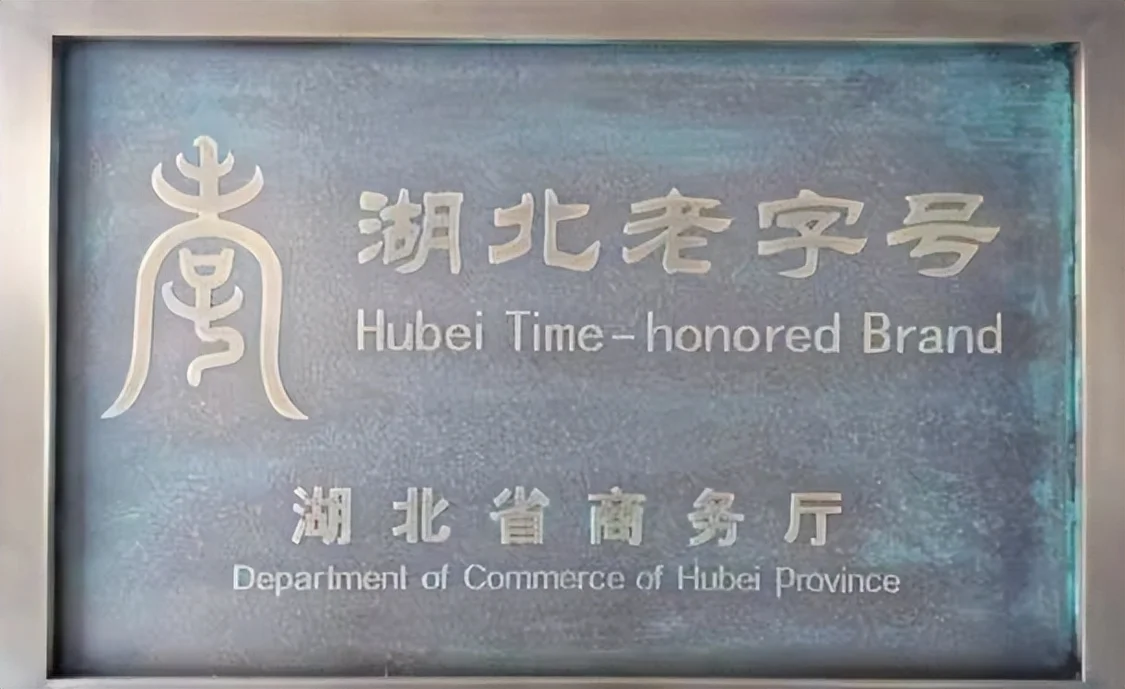 湖北老字号
Hubei Time-honored Brand
湖北省商务厅
Department of Commerce of Hubei Province